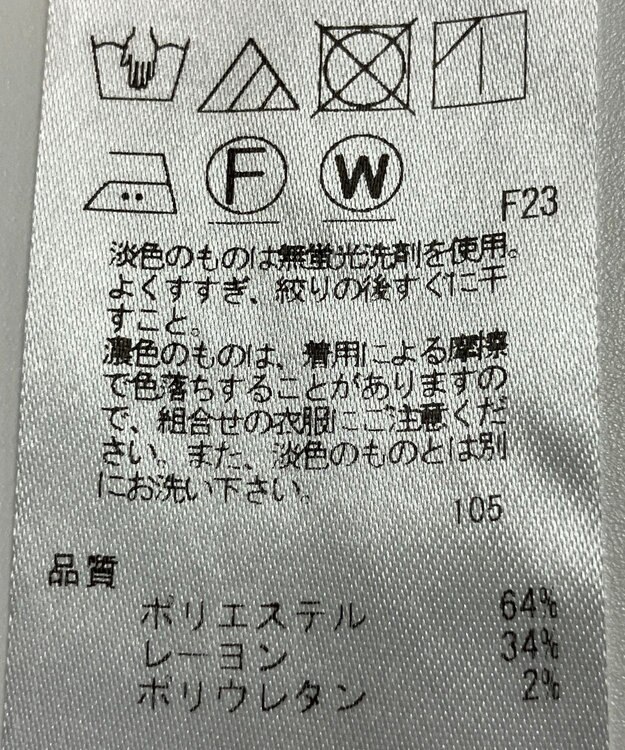 F
W
F23
淡色のものは無蛍光洗剤を使用。
よくすすぎ、絞りの後すぐに干
すこと。
濃色のものは、着用による摩擦
で色落ちすることがありますの
で、組合せの衣服にご注意くだ
さい。また、淡色のものとは別
にお洗い下さい。
105
品質
ポリエステル 64%
レーヨン 34%
ポリウレタン 2%